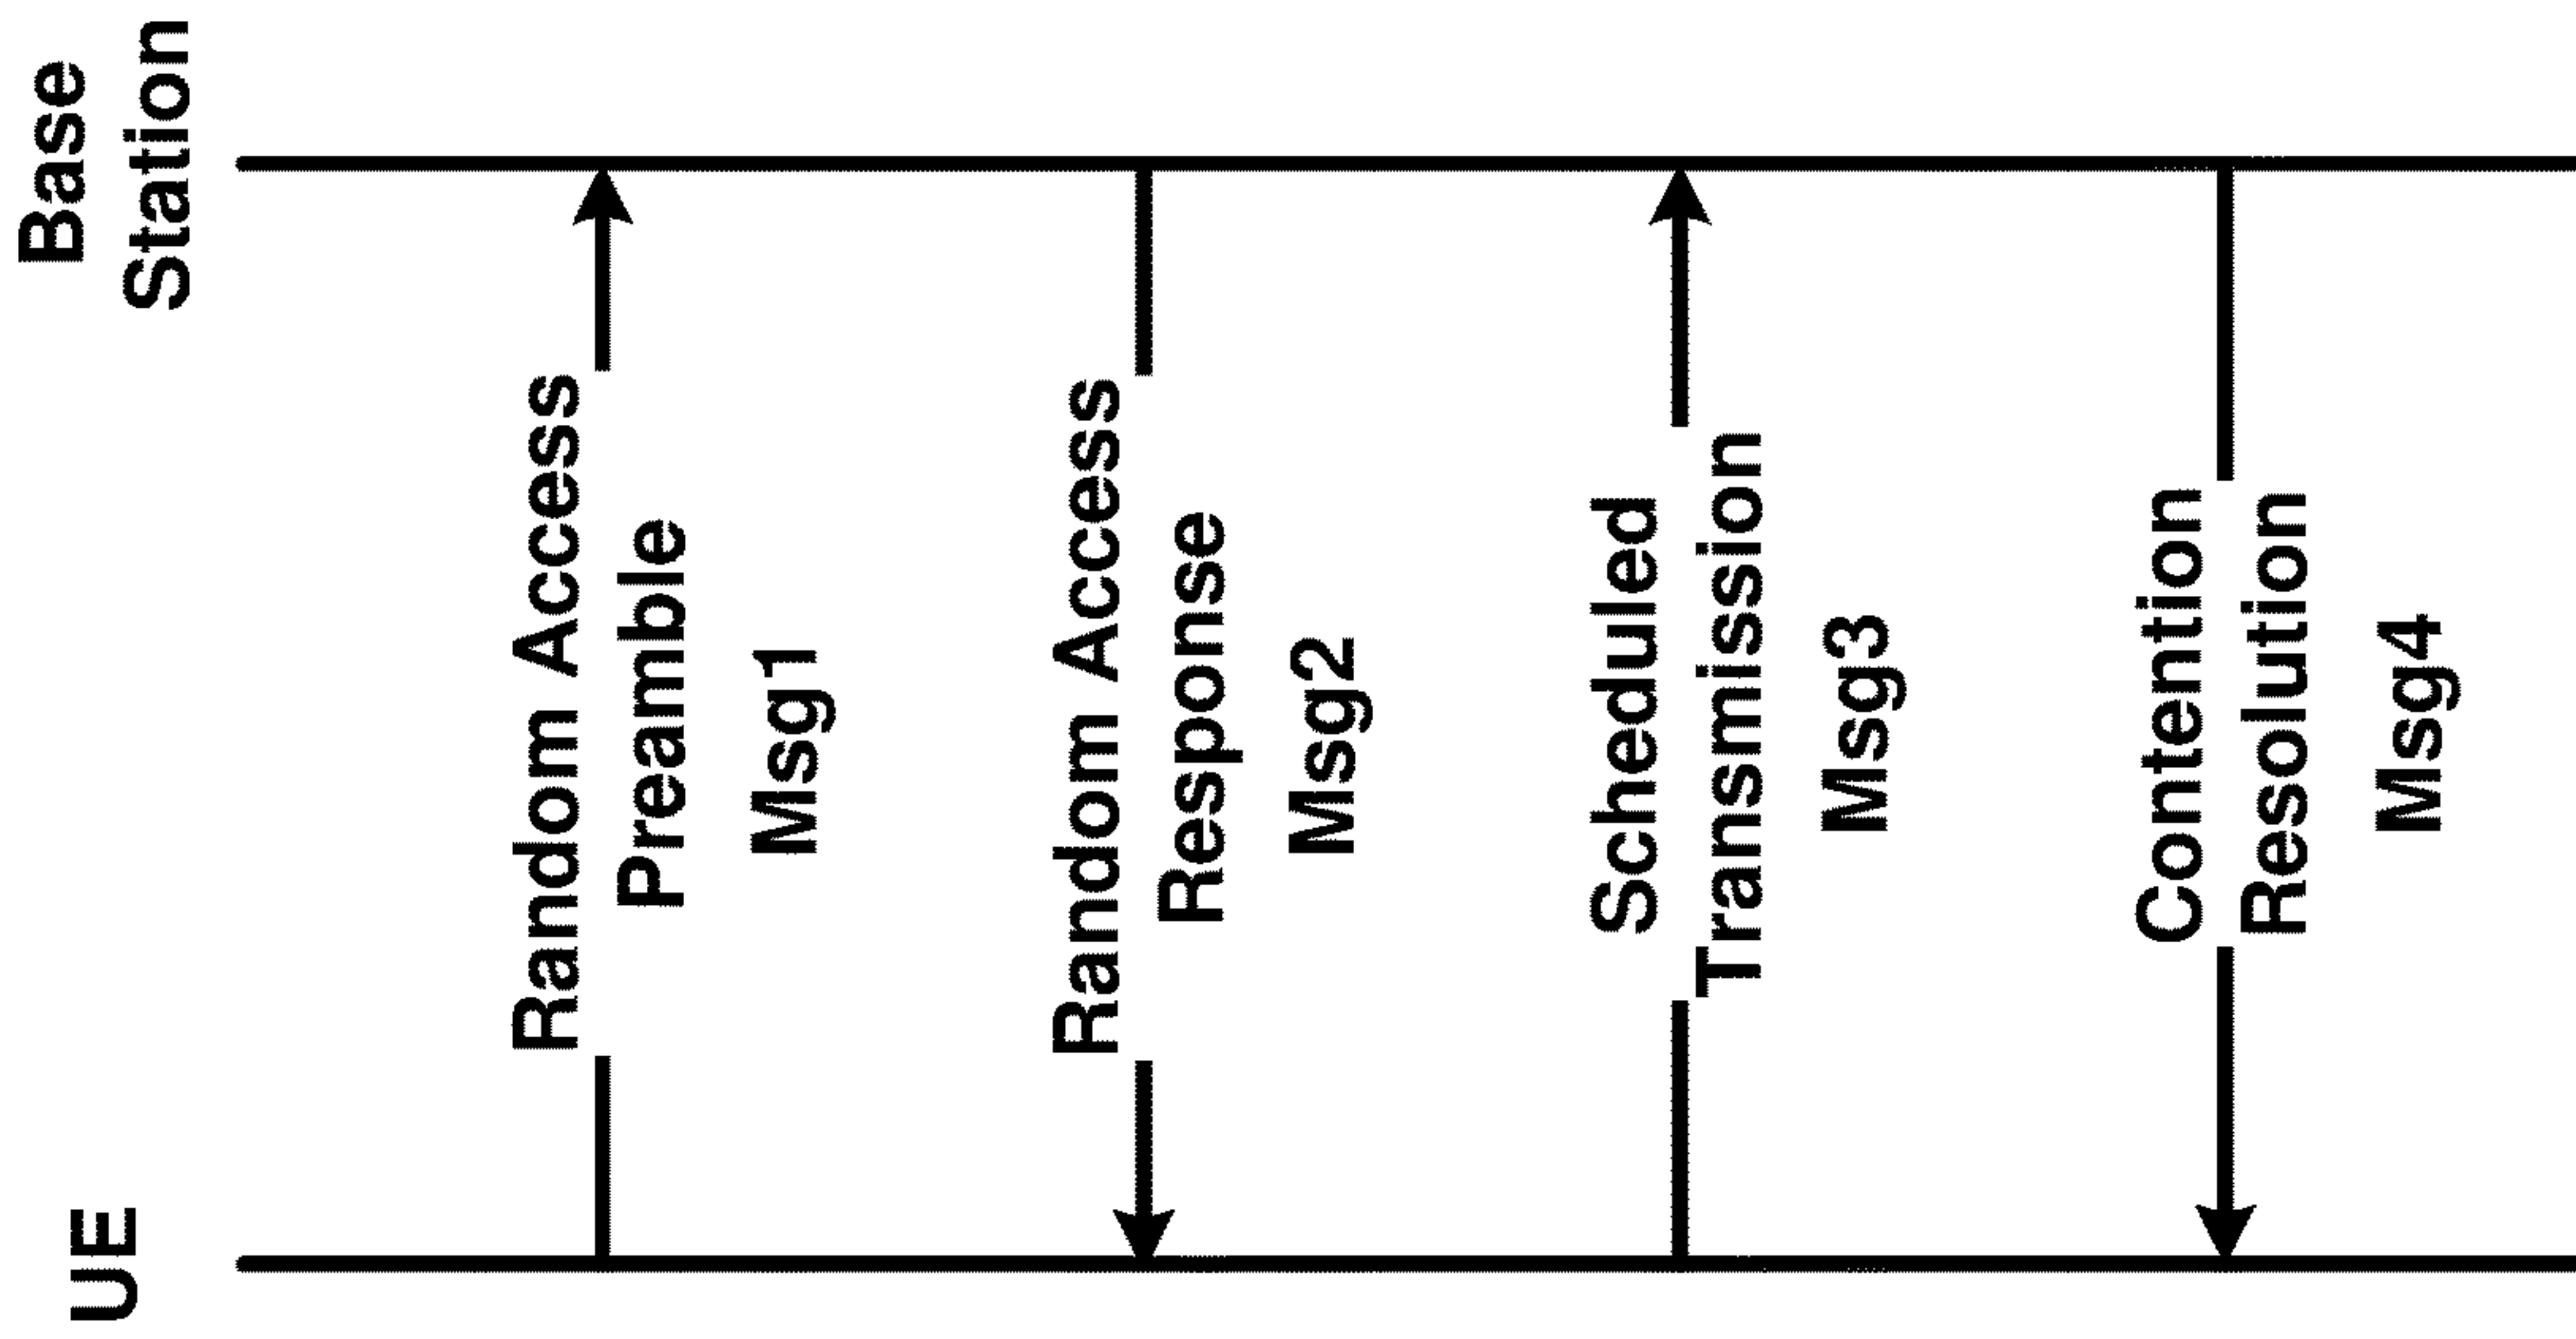 UE
Base
Station
Random Access
Preamble
Msg1
Random Access
Response
Msg2
Scheduled
Transmission
Msg3
Contention
Resolution
Msg4